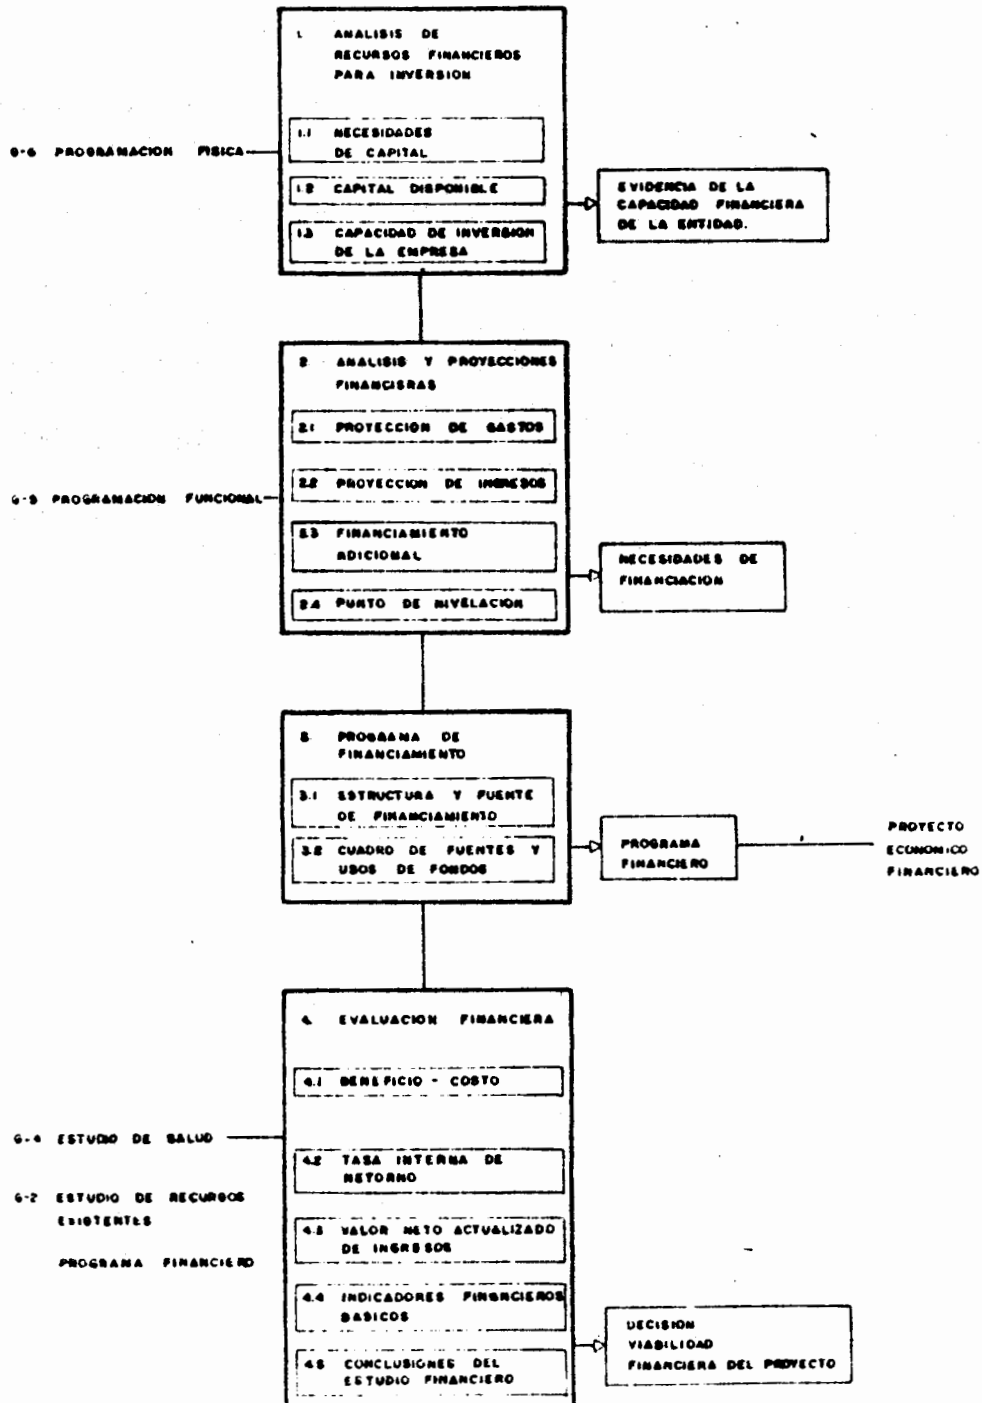 1. ANALISIS DE
RECURSOS FINANCIEROS
PARA INVERSION
1.1 NECESIDADES
DE CAPITAL
G-6 PROGRAMACION FISICA
1.2 CAPITAL DISPONIBLE
1.3 CAPACIDAD DE INVERSION
DE LA EMPRESA
EVIDENCIA DE LA
CAPACIDAD FINANCIERA
DE LA ENTIDAD.
2. ANALISIS Y PROYECCIONES
FINANCIERAS
2.1 PROYECCION DE GASTOS
2.2 PROYECCION DE INGRESOS
G-5 PROGRAMACION FUNCIONAL
2.3 FINANCIAMIENTO
ADICIONAL
2.4 PUNTO DE NIVELACION
NECESIDADES DE
FINANCIACION
3. PROGRAMA DE
FINANCIAMIENTO
3.1 ESTRUCTURA Y FUENTE
DE FINANCIAMIENTO
3.2 CUADRO DE FUENTES Y
USOS DE FONDOS
PROGRAMA
FINANCIERO
PROYECTO
ECONOMICO
FINANCIERO
4. EVALUACION FINANCIERA
4.1 BENEFICIO - COSTO
G-4 ESTUDIO DE SALUD
4.2 TASA INTERNA DE
RETORNO
G-2 ESTUDIO DE RECURSOS
EXISTENTES
PROGRAMA FINANCIERO
4.3 VALOR NETO ACTUALIZADO
DE INGRESOS
4.4 INDICADORES FINANCIEROS
BASICOS
4.5 CONCLUSIONES DEL
ESTUDIO FINANCIERO
DECISION
VIABILIDAD
FINANCIERA DEL PROYECTO